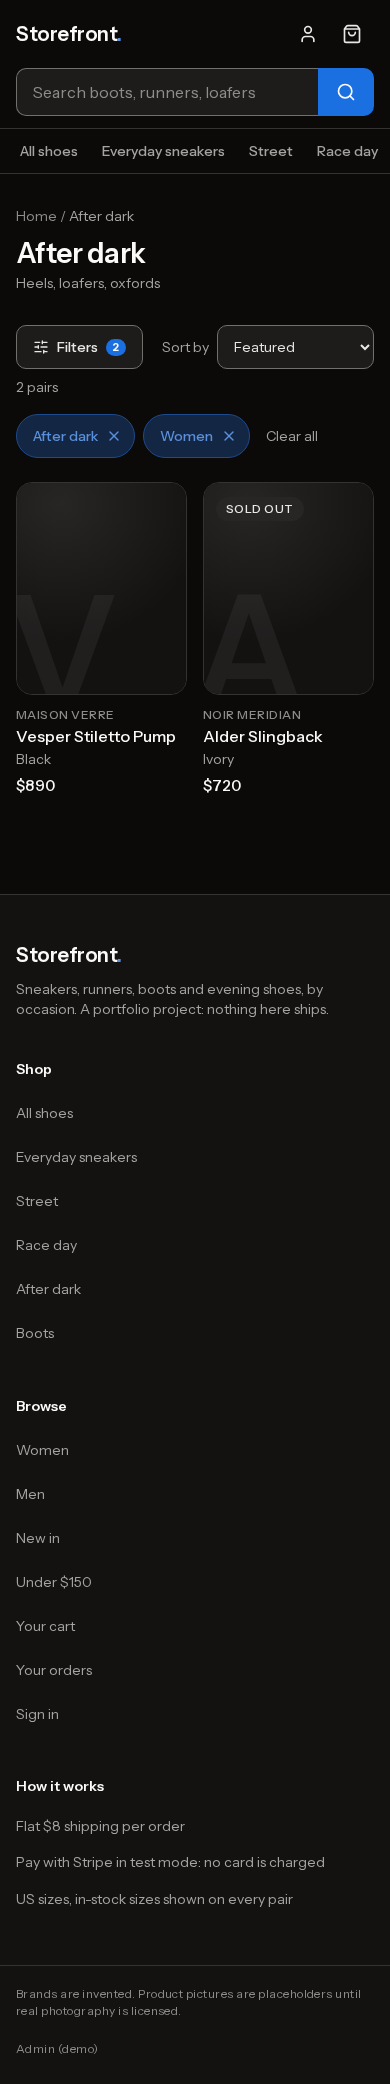 Storefront.
Search boots, runners, loafers
All shoes Everyday sneakers Street Race day
Home / After dark
After dark
Heels, loafers, oxfords
Filters 2 Sort by Featured
2 pairs
After dark Women Clear all
V
SOLD OUT
A
MAISON VERRE
Vesper Stiletto Pump
Black
$890
NOIR MERIDIAN
Alder Slingback
Ivory
$720
Storefront.
Sneakers, runners, boots and evening shoes, by
occasion. A portfolio project: nothing here ships.
Shop
All shoes
Everyday sneakers
Street
Race day
After dark
Boots
Browse
Women
Men
New in
Under $150
Your cart
Your orders
Sign in
How it works
Flat $8 shipping per order
Pay with Stripe in test mode: no card is charged
US sizes, in-stock sizes shown on every pair
Brands are invented. Product pictures are placeholders until
real photography is licensed.
Admin (demo)